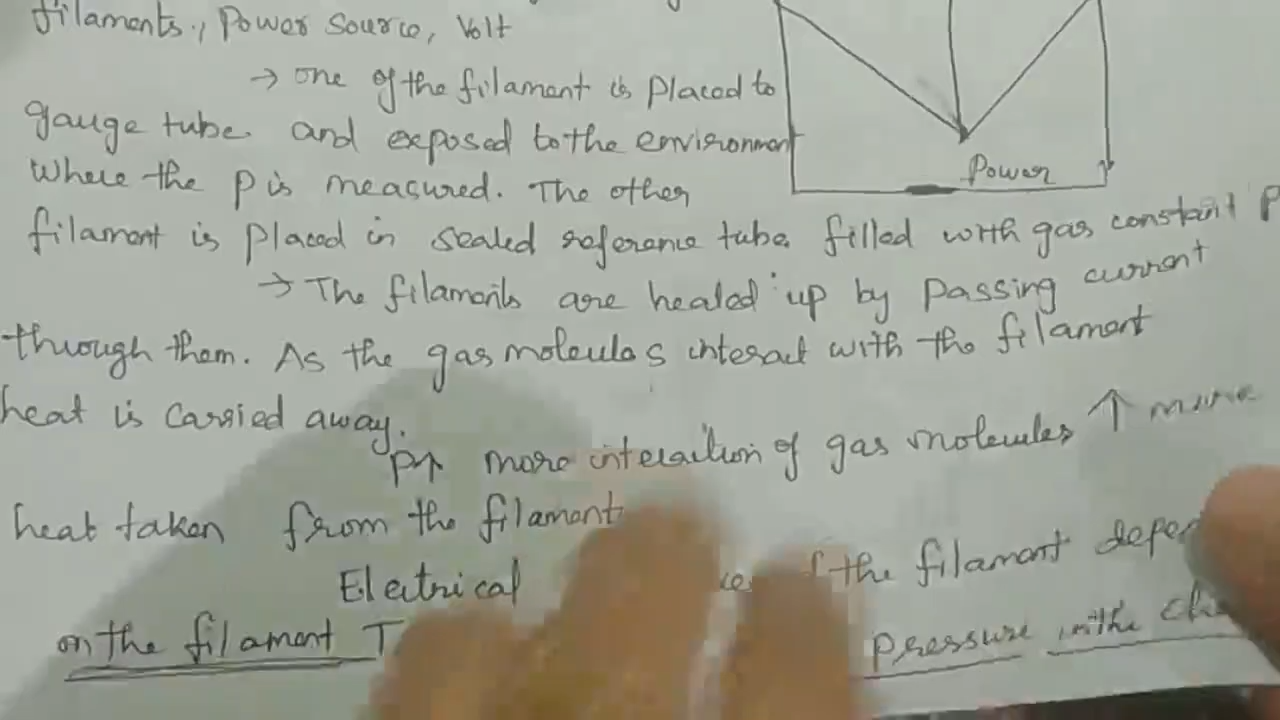 filaments, Power source, Volt
→ one of the filament is placed to
gauge tube. and exposed to the environment
Where the P is measured. The other
filament is placed in sealed reference tube filled with gas constant P
→ The filaments are heated up by passing current
through them. As the gas molecules interact with the filament
heat is carried away.
P↑ more interaction of gas molecules ↑ more
heat taken from the filament
Electrical of the filament
on the filament T pressure in the
Power